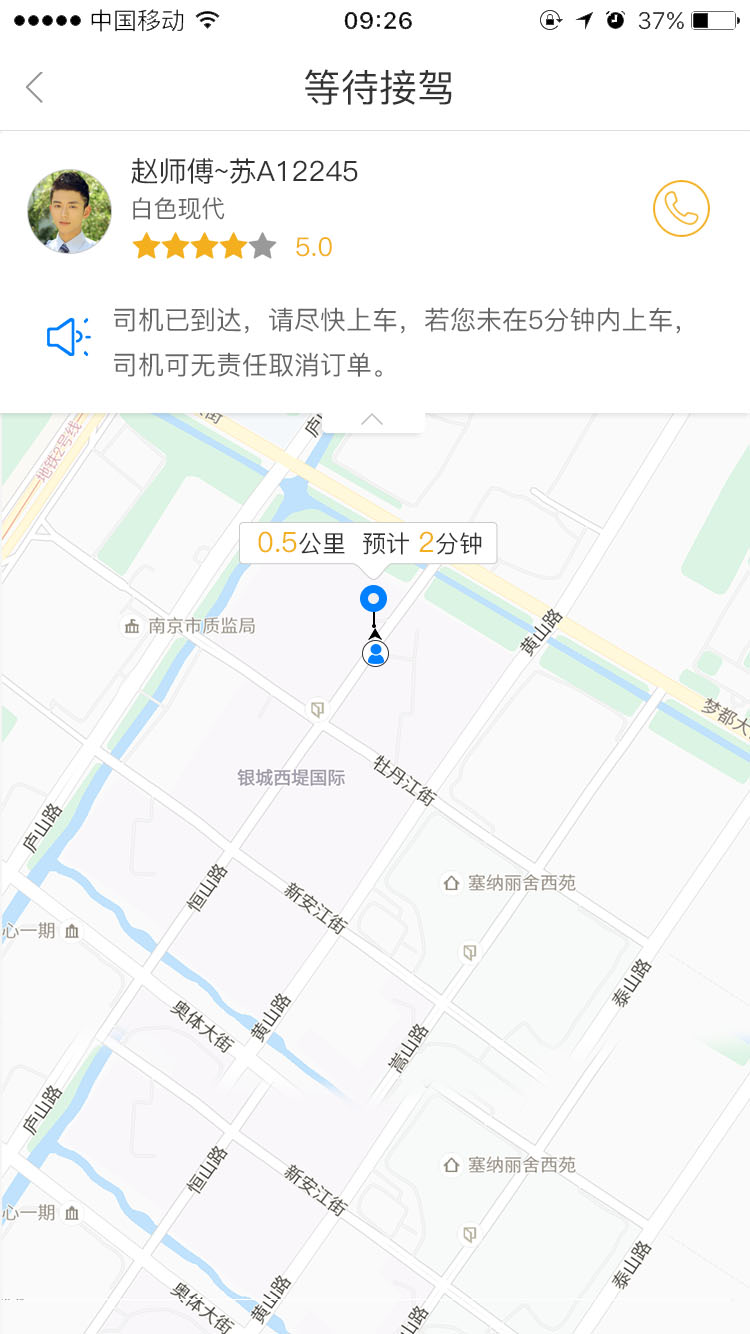 中国移动
09:26
37%
等待接驾
赵师傅~苏A12245
白色现代
5.0
司机已到达，请尽快上车，若您未在5分钟内上车，
司机可无责任取消订单。
街
庐
地铁2号线
0.5公里 预计 2分钟
南京市质监局
黄山路
梦都大
银城西堤国际
牡丹江街
庐山路
恒山路
塞纳丽舍西苑
新安江街
心一期
泰山路
奥体大街
黄山路
嵩山路
庐山路
恒山路
塞纳丽舍西苑
新安江街
心一期
泰山路
奥体大街
黄山路
山路